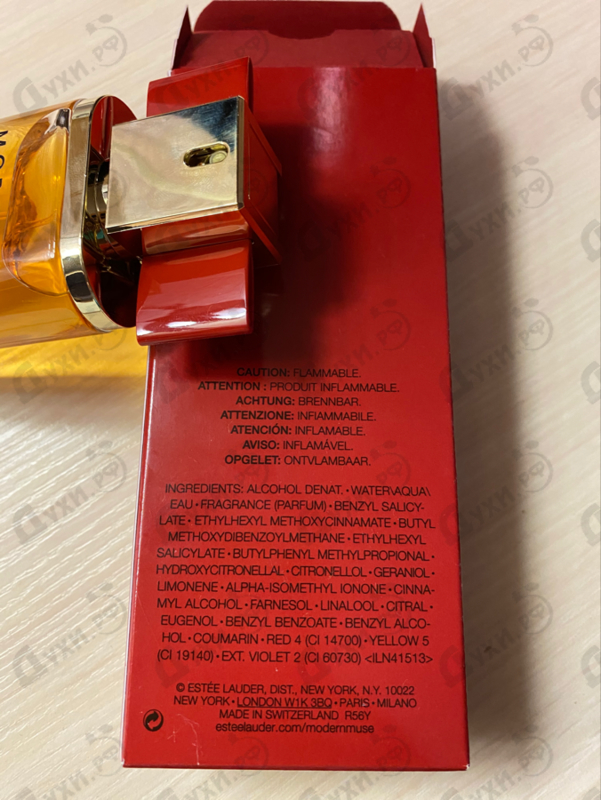 CAUTION: FLAMMABLE.
ATTENTION : PRODUIT INFLAMMABLE.
ACHTUNG: BRENNBAR.
ATTENZIONE: INFIAMMABILE.
ATENCIÓN: INFLAMABLE.
AVISO: INFLAMÁVEL.
OPGELET: ONTVLAMBAAR.
INGREDIENTS: ALCOHOL DENAT. • WATER\AQUA\
EAU • FRAGRANCE (PARFUM) • BENZYL SALICY-
LATE • ETHYLHEXYL METHOXYCINNAMATE • BUTYL
METHOXYDIBENZOYLMETHANE • ETHYLHEXYL
SALICYLATE • BUTYLPHENYL METHYLPROPIONAL •
HYDROXYCITRONELLAL • CITRONELLOL • GERANIOL •
LIMONENE • ALPHA-ISOMETHYL IONONE • CINNA-
MYL ALCOHOL • FARNESOL • LINALOOL • CITRAL •
EUGENOL • BENZYL BENZOATE • BENZYL ALCO-
HOL • COUMARIN • RED 4 (CI 14700) • YELLOW 5
(CI 19140) • EXT. VIOLET 2 (CI 60730) <ILN41513>
© ESTÉE LAUDER, DIST., NEW YORK, N.Y. 10022
NEW YORK • LONDON W1K 3BQ • PARIS • MILANO
MADE IN SWITZERLAND R56Y
esteelauder.com/modernmuse
Духи.рф